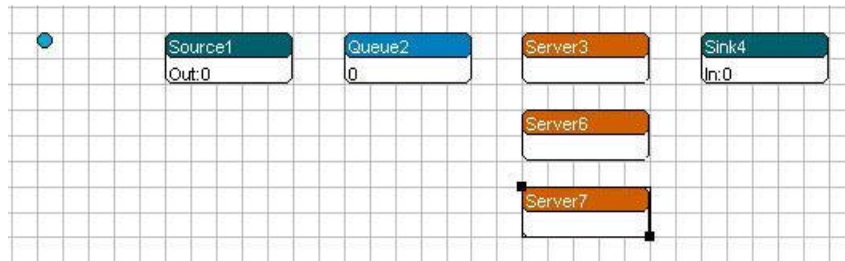 Source1
Out:0
Queue2
0
Server3
Sink4
In:0
Server6
Server7